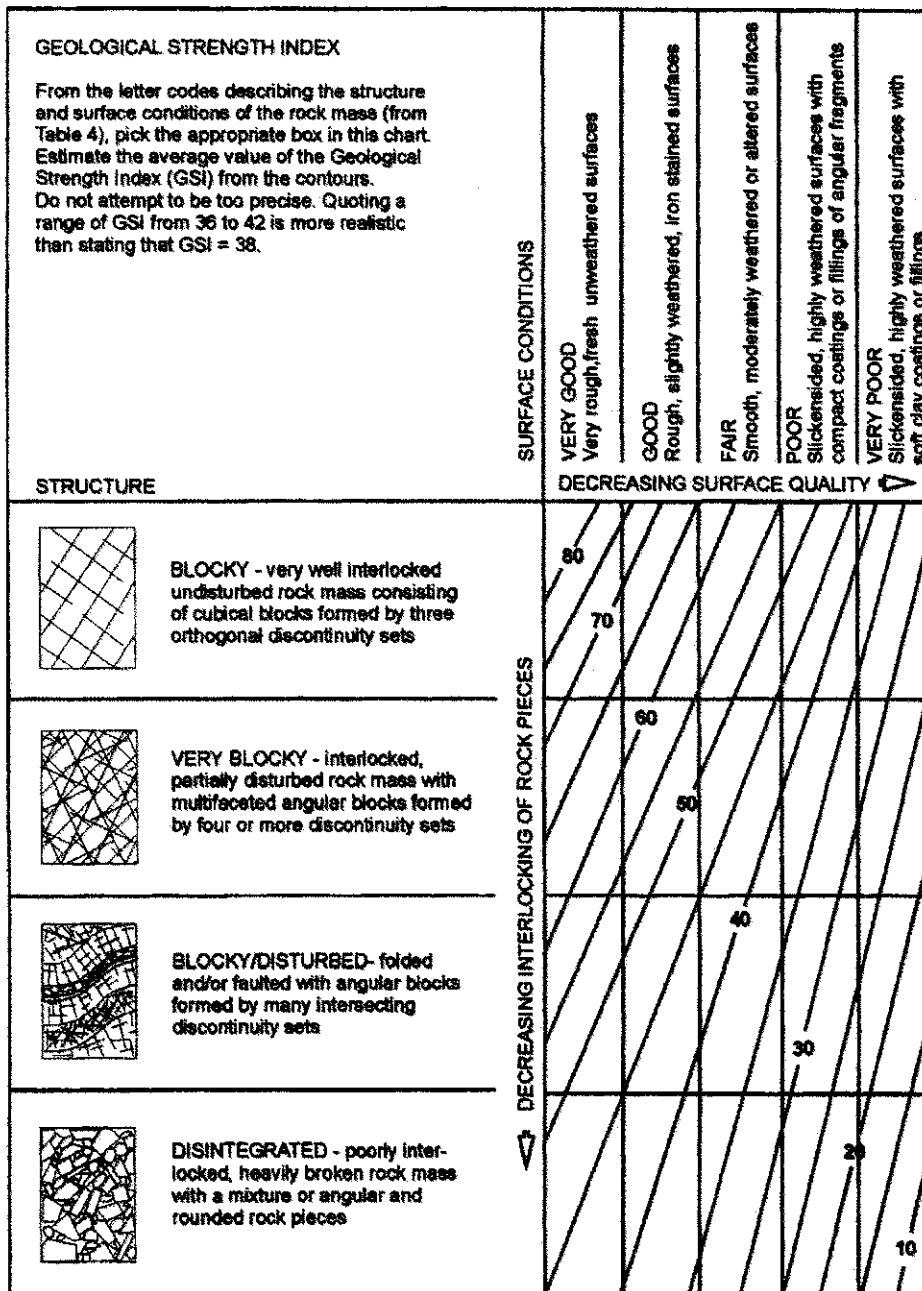 GEOLOGICAL STRENGTH INDEX
From the letter codes describing the structure
and surface conditions of the rock mass (from
Table 4), pick the appropriate box in this chart.
Estimate the average value of the Geological
Strength Index (GSI) from the contours.
Do not attempt to be too precise. Quoting a
range of GSI from 36 to 42 is more realistic
than stating that GSI = 38.
SURFACE CONDITIONS
VERY GOOD
Very rough,fresh unweathered surfaces
GOOD
Rough, slightly weathered, iron stained surfaces
FAIR
Smooth, moderately weathered or altered surfaces
POOR
Slickensided, highly weathered surfaces with
compact coatings or fillings of angular fragments
VERY POOR
Slickensided, highly weathered surfaces with
soft clay coatings or fillings
STRUCTURE
DECREASING SURFACE QUALITY
BLOCKY - very well interlocked
undisturbed rock mass consisting
of cubical blocks formed by three
orthogonal discontinuity sets
VERY BLOCKY - interlocked,
partially disturbed rock mass with
multifaceted angular blocks formed
by four or more discontinuity sets
BLOCKY/DISTURBED- folded
and/or faulted with angular blocks
formed by many intersecting
discontinuity sets
DISINTEGRATED - poorly inter-
locked, heavily broken rock mass
with a mixture or angular and
rounded rock pieces
DECREASING INTERLOCKING OF ROCK PIECES
80
70
60
50
40
30
20
10